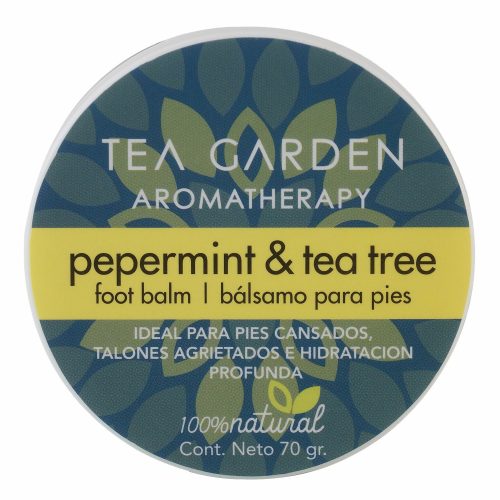 TEA GARDEN
AROMATHERAPY
pepermint & tea tree
foot balm | bálsamo para pies
IDEAL PARA PIES CANSADOS,
TALONES AGRIETADOS E HIDRATACION
PROFUNDA
100%natural
Cont. Neto 70 gr.